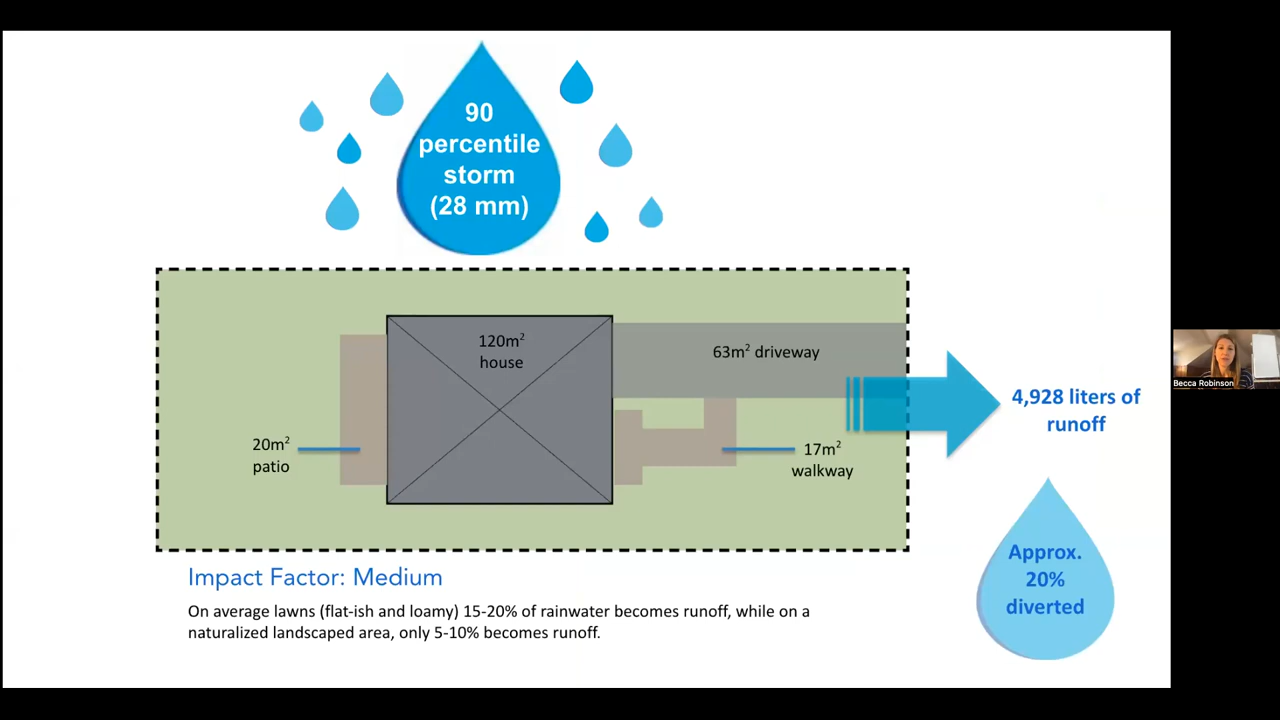 90
percentile
storm
(28 mm)
120m²
house
63m² driveway
4,928 liters of
runoff
20m²
patio
17m²
walkway
Approx.
20%
diverted
Impact Factor: Medium
On average lawns (flat-ish and loamy) 15-20% of rainwater becomes runoff, while on a
naturalized landscaped area, only 5-10% becomes runoff.
Becca Robinson